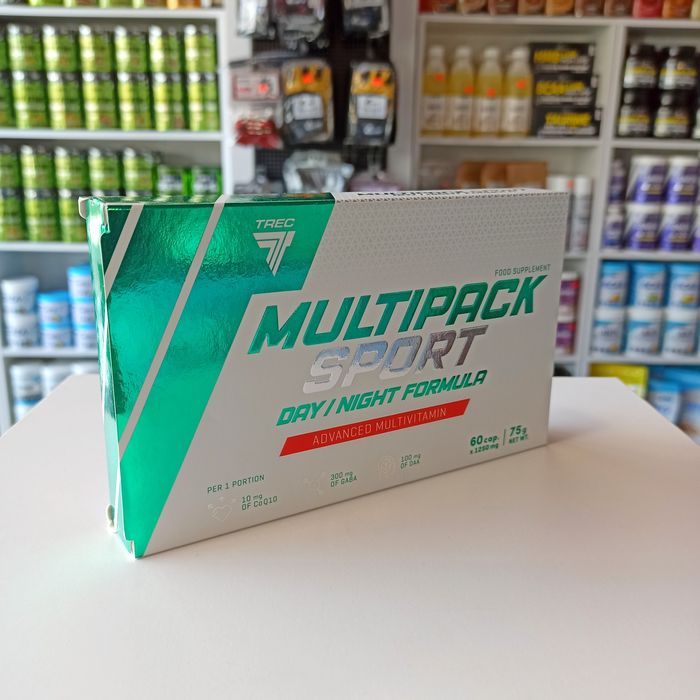 TREC
FOOD SUPPLEMENT
MULTIPACK
SPORT
DAY / NIGHT FORMULA
ADVANCED MULTIVITAMIN
60 cap.
x 1250 mg
75g
NET WT.
PER 1 PORTION
10 mg
OF CoQ10
300 mg
OF GABA
100 mg
OF DAA